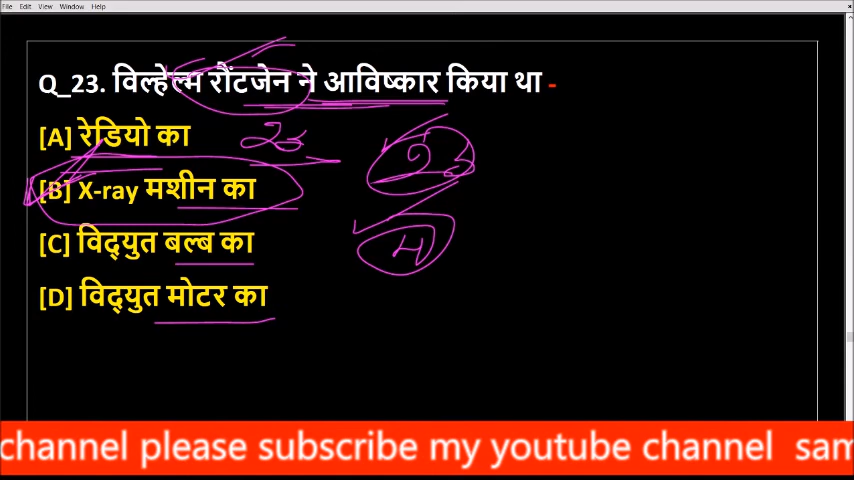 File Edit View Window Help
Q_23. विल्हेल्म रौंटजेन ने आविष्कार किया था -
[A] रेडियो का
[B] X-ray मशीन का
[C] विद्युत बल्ब का
[D] विद्युत मोटर का
channel please subscribe my youtube channel sam